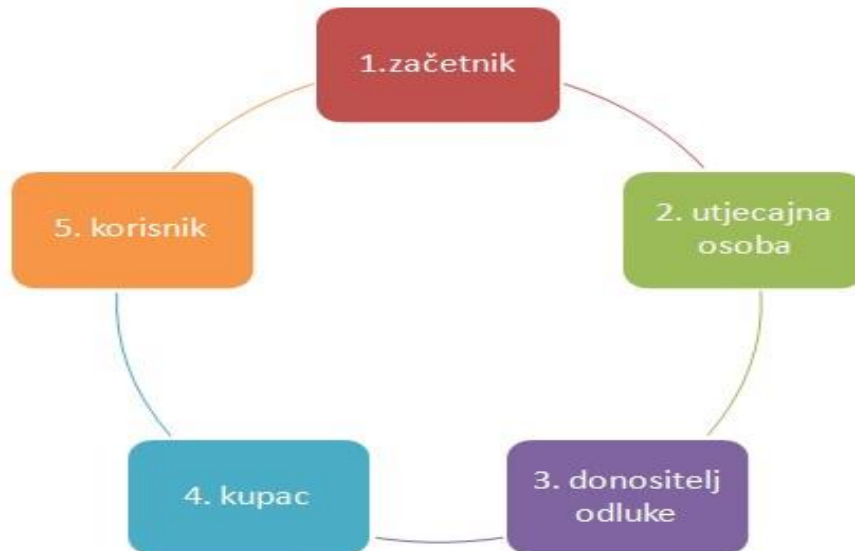 1.začetnik
2. utjecajna
osoba
3. donositelj
odluke
4. kupac
5. korisnik